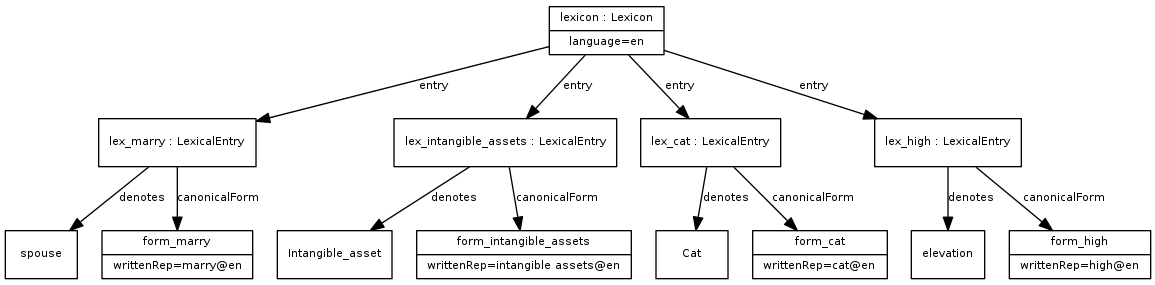 lexicon : Lexicon
language=en
entry
entry
entry
entry
lex_marry : LexicalEntry
lex_intangible_assets : LexicalEntry
lex_cat : LexicalEntry
lex_high : LexicalEntry
denotes
canonicalForm
denotes
canonicalForm
denotes
canonicalForm
denotes
canonicalForm
spouse
form_marry
writtenRep=marry@en
Intangible_asset
form_intangible_assets
writtenRep=intangible assets@en
Cat
form_cat
writtenRep=cat@en
elevation
form_high
writtenRep=high@en